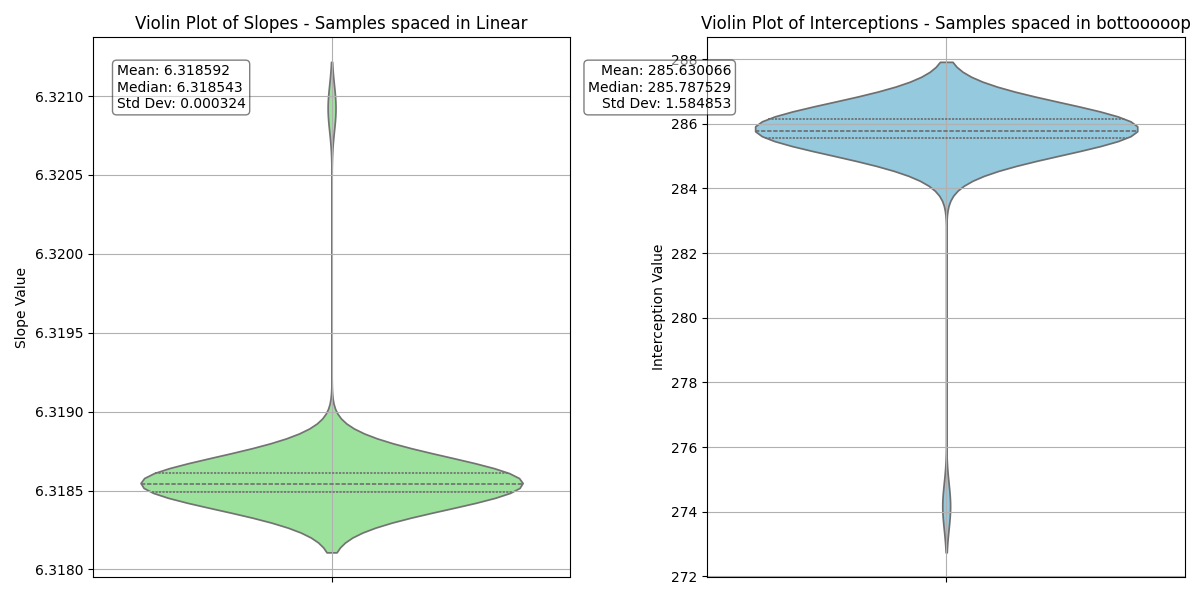 Violin Plot of Slopes - Samples spaced in Linear
Mean: 6.318592
Median: 6.318543
Std Dev: 0.000324
6.3210
6.3205
6.3200
6.3195
6.3190
6.3185
6.3180
Slope Value
Violin Plot of Interceptions - Samples spaced in bottooooop
Mean: 285.630066
Median: 285.787529
Std Dev: 1.584853
288
286
284
282
280
278
276
274
272
Interception Value